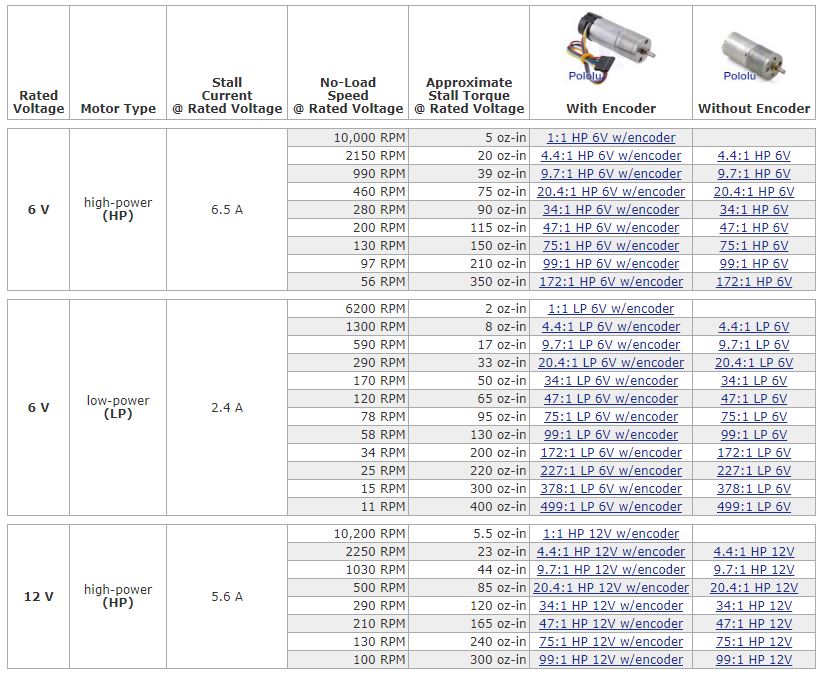 Rated
Voltage
Motor Type
Stall
Current
@ Rated Voltage
No-Load
Speed
@ Rated Voltage
Approximate
Stall Torque
@ Rated Voltage
Pololu
With Encoder
Pololu
Without Encoder
6 V
high-power
(HP)
6.5 A
10,000 RPM 5 oz-in 1:1 HP 6V w/encoder
2150 RPM 20 oz-in 4.4:1 HP 6V w/encoder 4.4:1 HP 6V
990 RPM 39 oz-in 9.7:1 HP 6V w/encoder 9.7:1 HP 6V
460 RPM 75 oz-in 20.4:1 HP 6V w/encoder 20.4:1 HP 6V
280 RPM 90 oz-in 34:1 HP 6V w/encoder 34:1 HP 6V
200 RPM 115 oz-in 47:1 HP 6V w/encoder 47:1 HP 6V
130 RPM 150 oz-in 75:1 HP 6V w/encoder 75:1 HP 6V
97 RPM 210 oz-in 99:1 HP 6V w/encoder 99:1 HP 6V
56 RPM 350 oz-in 172:1 HP 6V w/encoder 172:1 HP 6V
6 V
low-power
(LP)
2.4 A
6200 RPM 2 oz-in 1:1 LP 6V w/encoder
1300 RPM 8 oz-in 4.4:1 LP 6V w/encoder 4.4:1 LP 6V
590 RPM 17 oz-in 9.7:1 LP 6V w/encoder 9.7:1 LP 6V
290 RPM 33 oz-in 20.4:1 LP 6V w/encoder 20.4:1 LP 6V
170 RPM 50 oz-in 34:1 LP 6V w/encoder 34:1 LP 6V
120 RPM 65 oz-in 47:1 LP 6V w/encoder 47:1 LP 6V
78 RPM 95 oz-in 75:1 LP 6V w/encoder 75:1 LP 6V
58 RPM 130 oz-in 99:1 LP 6V w/encoder 99:1 LP 6V
34 RPM 200 oz-in 172:1 LP 6V w/encoder 172:1 LP 6V
25 RPM 220 oz-in 227:1 LP 6V w/encoder 227:1 LP 6V
15 RPM 300 oz-in 378:1 LP 6V w/encoder 378:1 LP 6V
11 RPM 400 oz-in 499:1 LP 6V w/encoder 499:1 LP 6V
12 V
high-power
(HP)
5.6 A
10,200 RPM 5.5 oz-in 1:1 HP 12V w/encoder
2250 RPM 23 oz-in 4.4:1 HP 12V w/encoder 4.4:1 HP 12V
1030 RPM 44 oz-in 9.7:1 HP 12V w/encoder 9.7:1 HP 12V
500 RPM 85 oz-in 20.4:1 HP 12V w/encoder 20.4:1 HP 12V
290 RPM 120 oz-in 34:1 HP 12V w/encoder 34:1 HP 12V
210 RPM 165 oz-in 47:1 HP 12V w/encoder 47:1 HP 12V
130 RPM 240 oz-in 75:1 HP 12V w/encoder 75:1 HP 12V
100 RPM 300 oz-in 99:1 HP 12V w/encoder 99:1 HP 12V